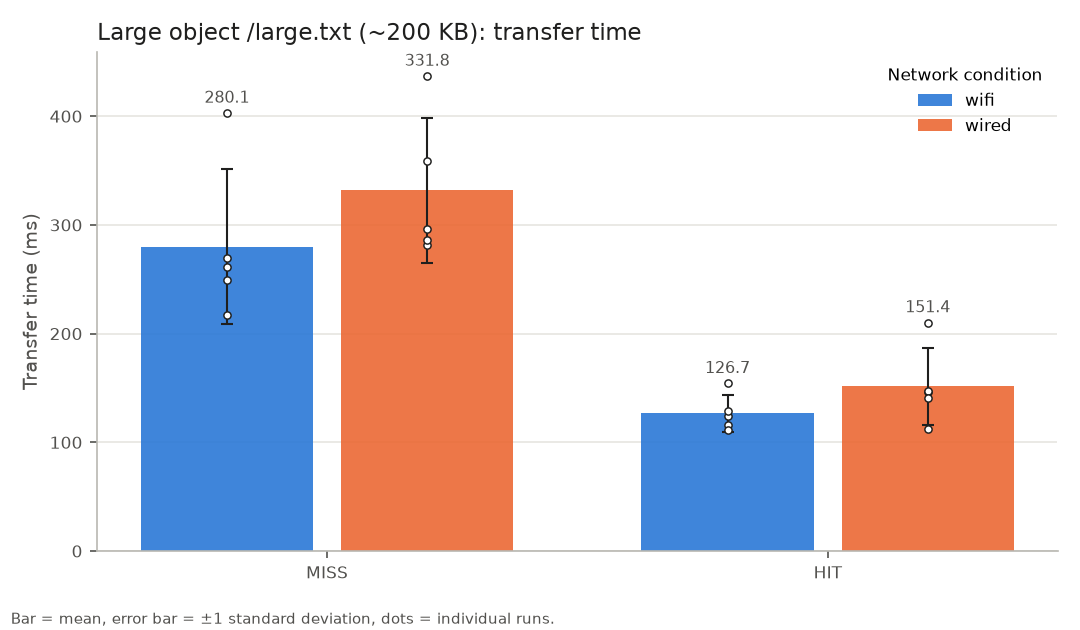 Large object /large.txt (~200 KB): transfer time
331.8
280.1
Network condition
wifi
wired
400
300
151.4
200
126.7
100
0
Transfer time (ms)
MISS
HIT
Bar = mean, error bar = ±1 standard deviation, dots = individual runs.